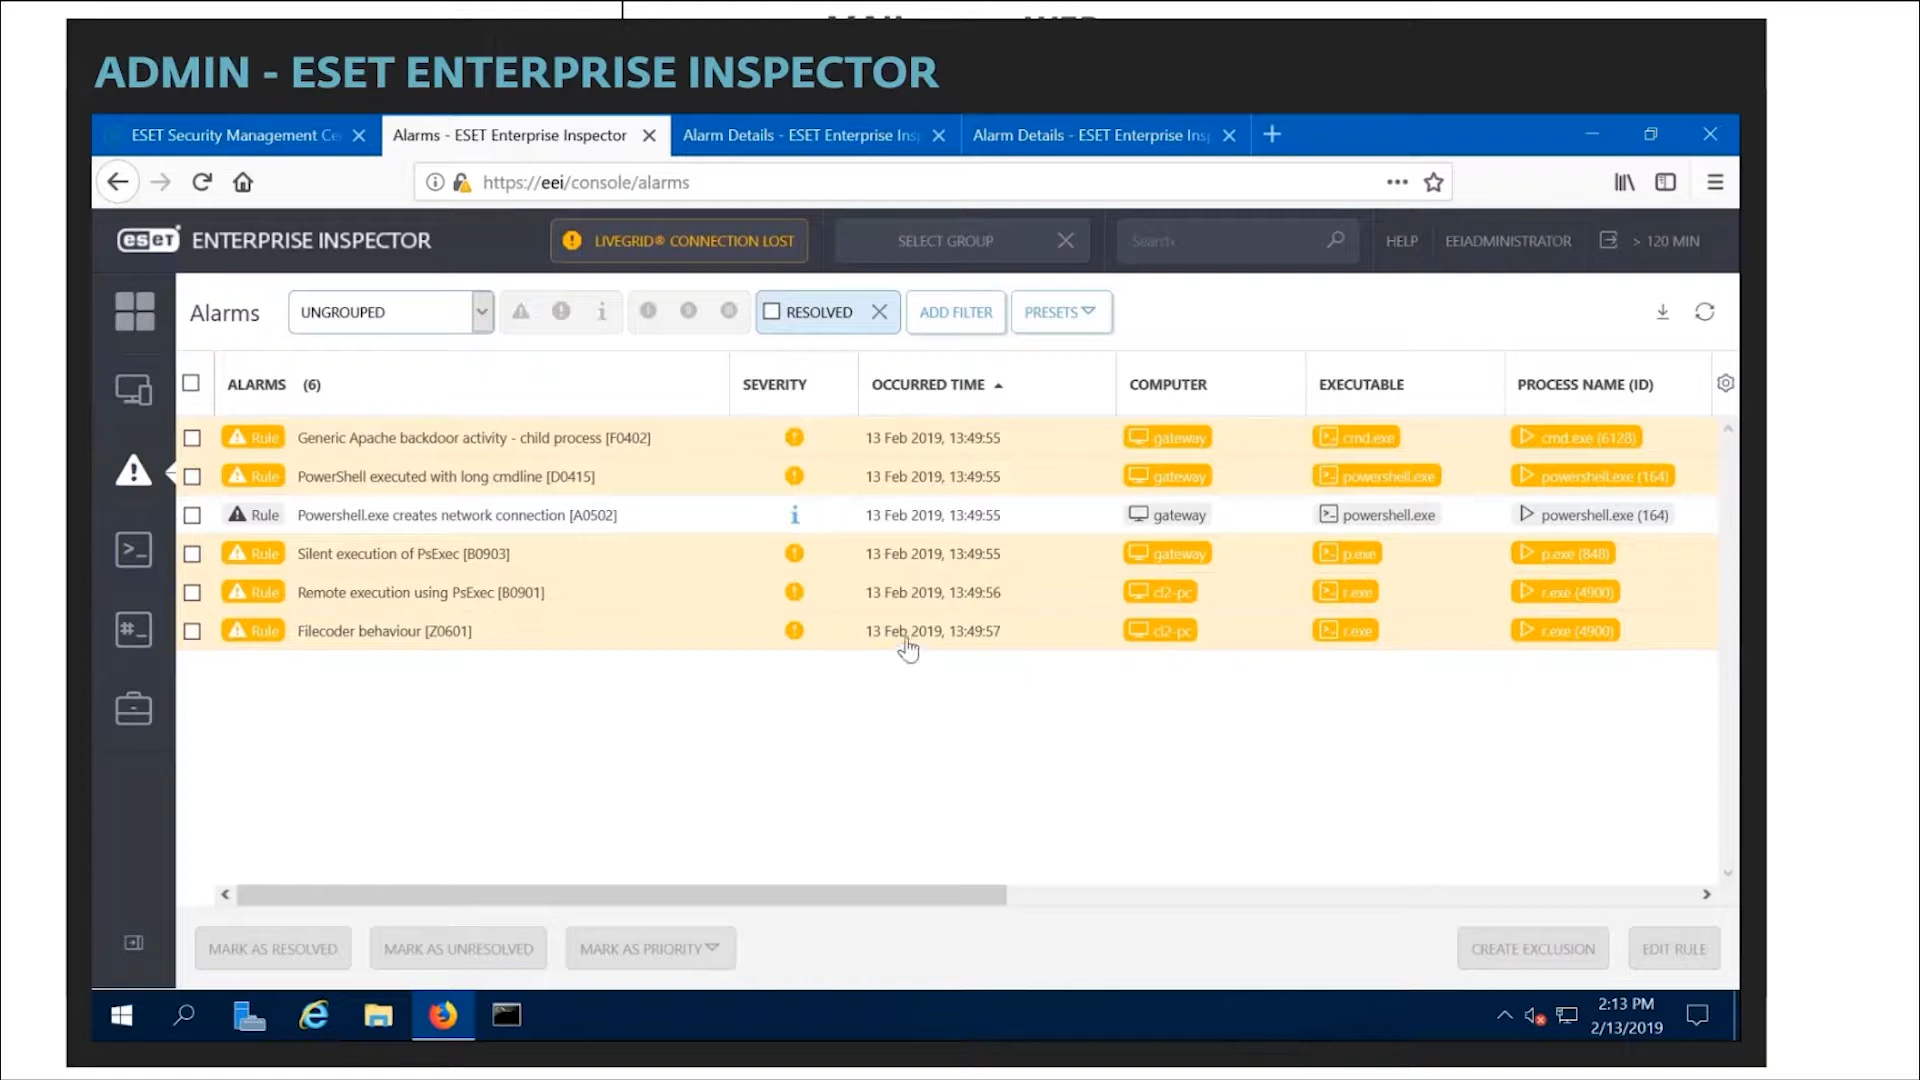 ADMIN - ESET ENTERPRISE INSPECTOR
ESET Security Management Ce
Alarms - ESET Enterprise Inspector
Alarm Details - ESET Enterprise Ins
Alarm Details - ESET Enterprise Ins
https://eei/console/alarms
eset ENTERPRISE INSPECTOR
LIVEGRID® CONNECTION LOST
SELECT GROUP
Search
HELP
EEIADMINISTRATOR
> 120 MIN
Alarms
UNGROUPED
RESOLVED
ADD FILTER
PRESETS
ALARMS (6) SEVERITY OCCURRED TIME COMPUTER EXECUTABLE PROCESS NAME (ID)
Rule Generic Apache backdoor activity - child process [F0402] 13 Feb 2019, 13:49:55 gateway cmd.exe cmd.exe (6128)
Rule PowerShell executed with long cmdline [D0415] 13 Feb 2019, 13:49:55 gateway powershell.exe powershell.exe (164)
Rule Powershell.exe creates network connection [A0502] 13 Feb 2019, 13:49:55 gateway powershell.exe powershell.exe (164)
Rule Silent execution of PsExec [B0903] 13 Feb 2019, 13:49:55 gateway p.exe p.exe (848)
Rule Remote execution using PsExec [B0901] 13 Feb 2019, 13:49:56 cl2-pc r.exe r.exe (4900)
Rule Filecoder behaviour [Z0601] 13 Feb 2019, 13:49:57 cl2-pc r.exe r.exe (4900)
MARK AS RESOLVED
MARK AS UNRESOLVED
MARK AS PRIORITY
CREATE EXCLUSION
EDIT RULE
2:13 PM
2/13/2019